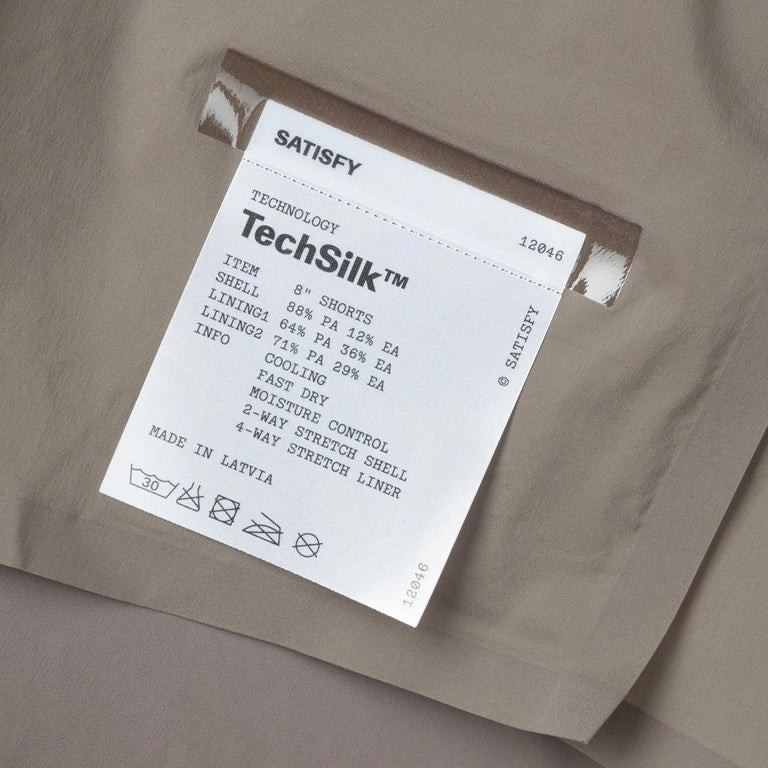 SATISFY
12046
TECHNOLOGY
TechSilk™
ITEM 8" SHORTS
SHELL 88% PA 12% EA
LINING1 64% PA 36% EA
LINING2 71% PA 29% EA
INFO COOLING
FAST DRY
MOISTURE CONTROL
2-WAY STRETCH SHELL
4-WAY STRETCH LINER
© SATISFY
MADE IN LATVIA
30
12046